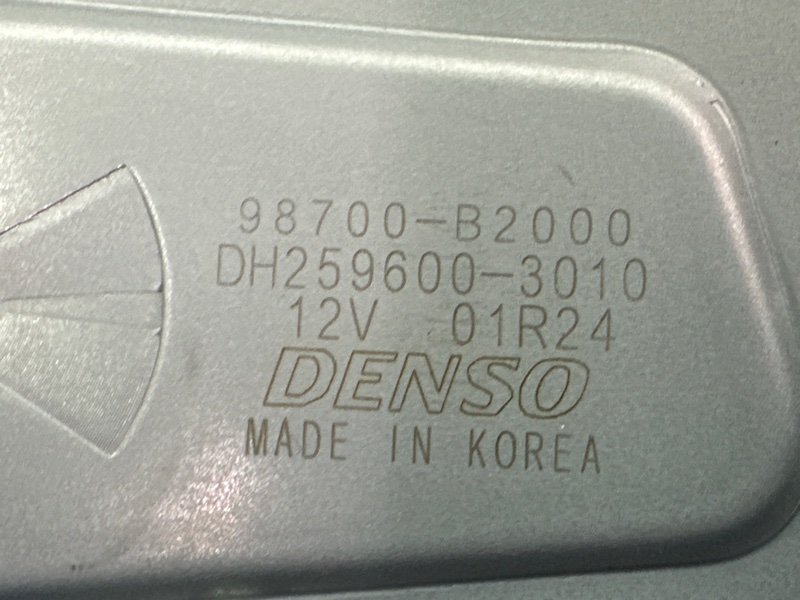 98700-B2000
DH259600-3010
12V 01R24
DENSO
MADE IN KOREA